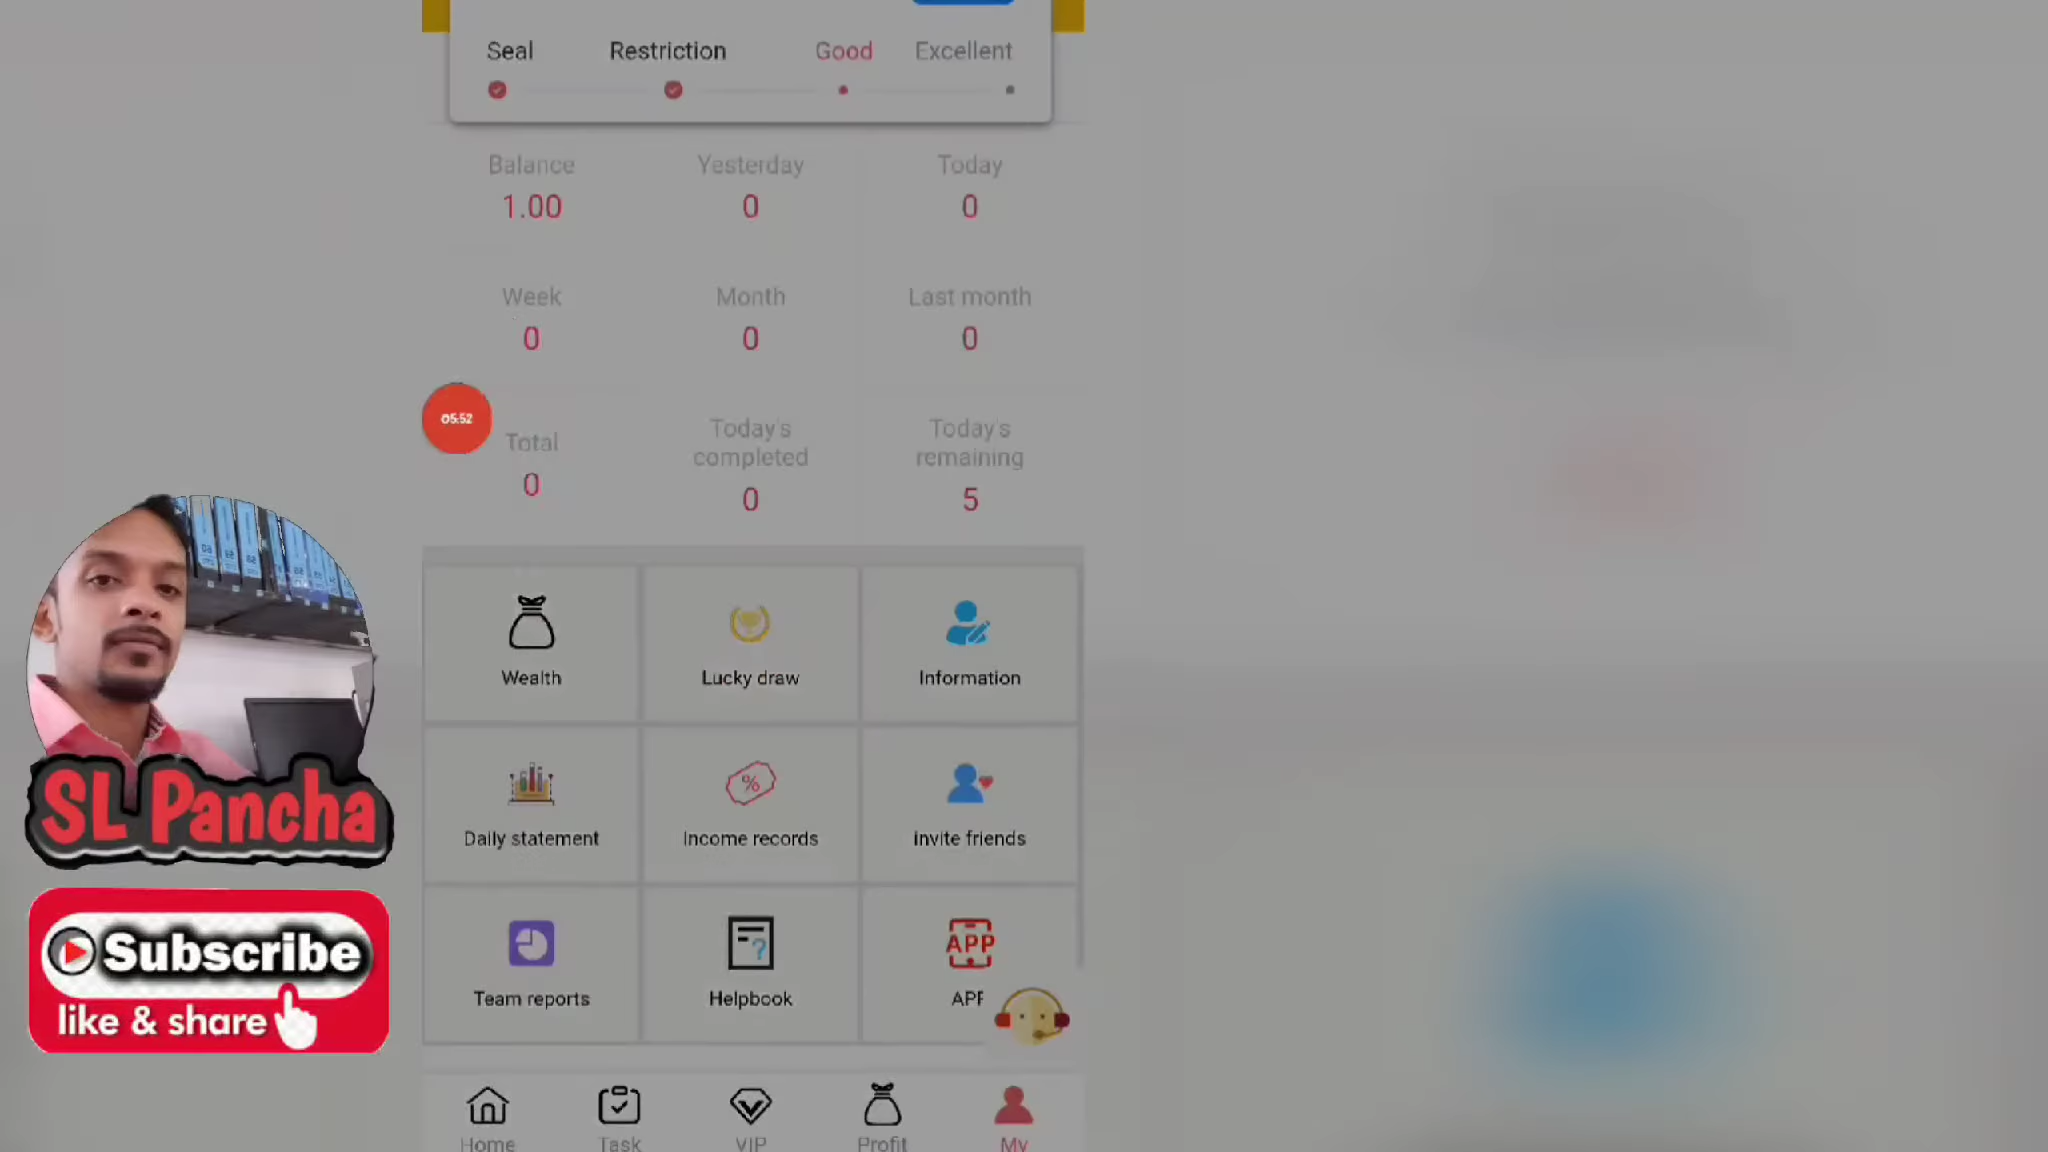 Seal Restriction Good Excellent
Balance Yesterday Today
1.00 0 0
Week Month Last month
0 0 0
05:52
Total Today's completed Today's remaining
0 0 5
Wealth Lucky draw Information
Daily statement Income records Invite friends
%
APP
Team reports Helpbook APP
Home Task VIP Profit My
SL Pancha
Subscribe
like & share